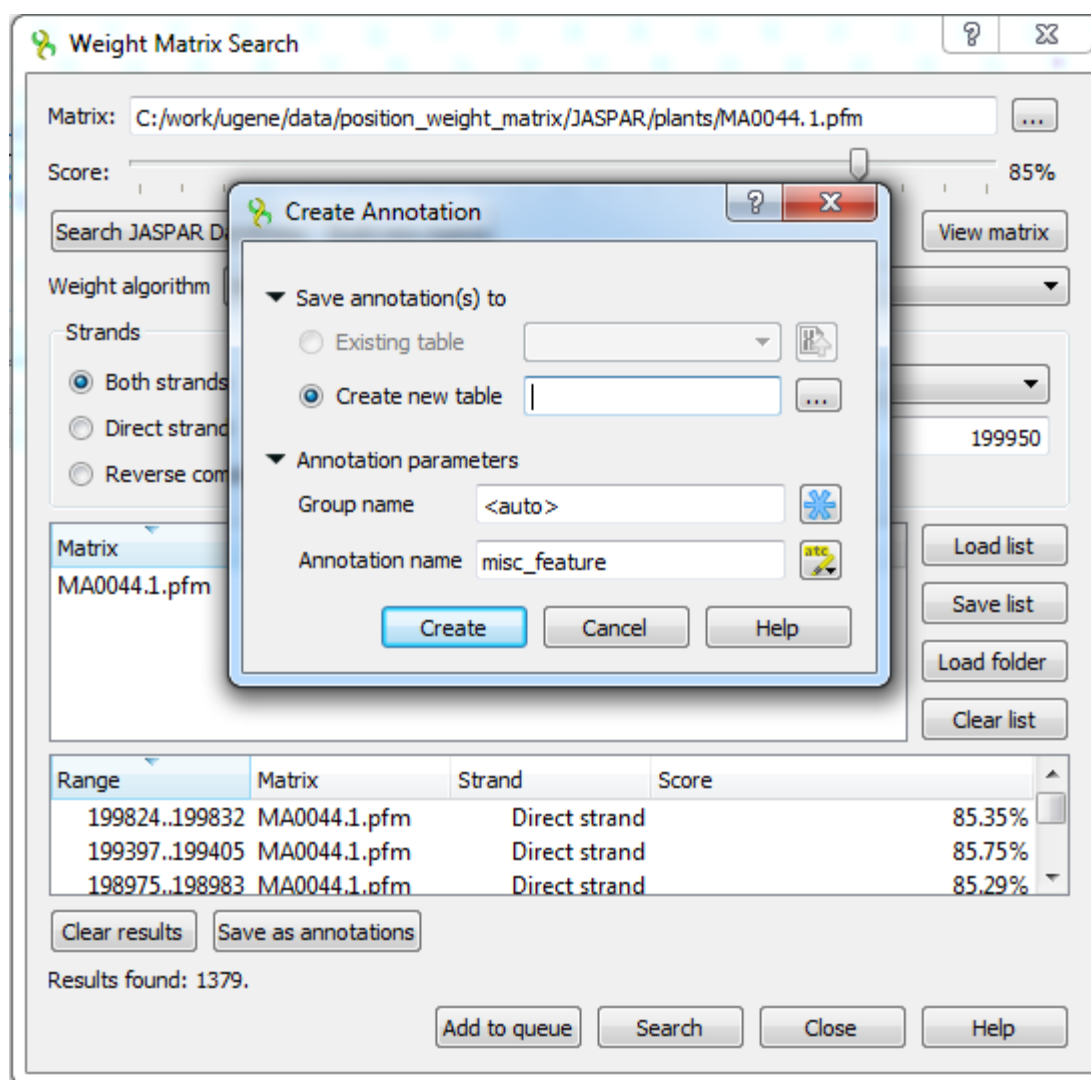 Weight Matrix Search
Matrix: C:/work/ugene/data/position_weight_matrix/JASPAR/plants/MA0044.1.pfm ...
Score: 85%
Search JASPAR D View matrix
Weight algorithm
Strands
Both strands
Direct strand 199950
Reverse com
Create Annotation
Save annotation(s) to
Existing table
Create new table ...
Annotation parameters
Group name <auto>
Annotation name misc_feature
Create Cancel Help
Matrix
MA0044.1.pfm
Load list
Save list
Load folder
Clear list
Range Matrix Strand Score
199824..199832 MA0044.1.pfm Direct strand 85.35%
199397..199405 MA0044.1.pfm Direct strand 85.75%
198975..198983 MA0044.1.pfm Direct strand 85.29%
Clear results Save as annotations
Results found: 1379.
Add to queue Search Close Help